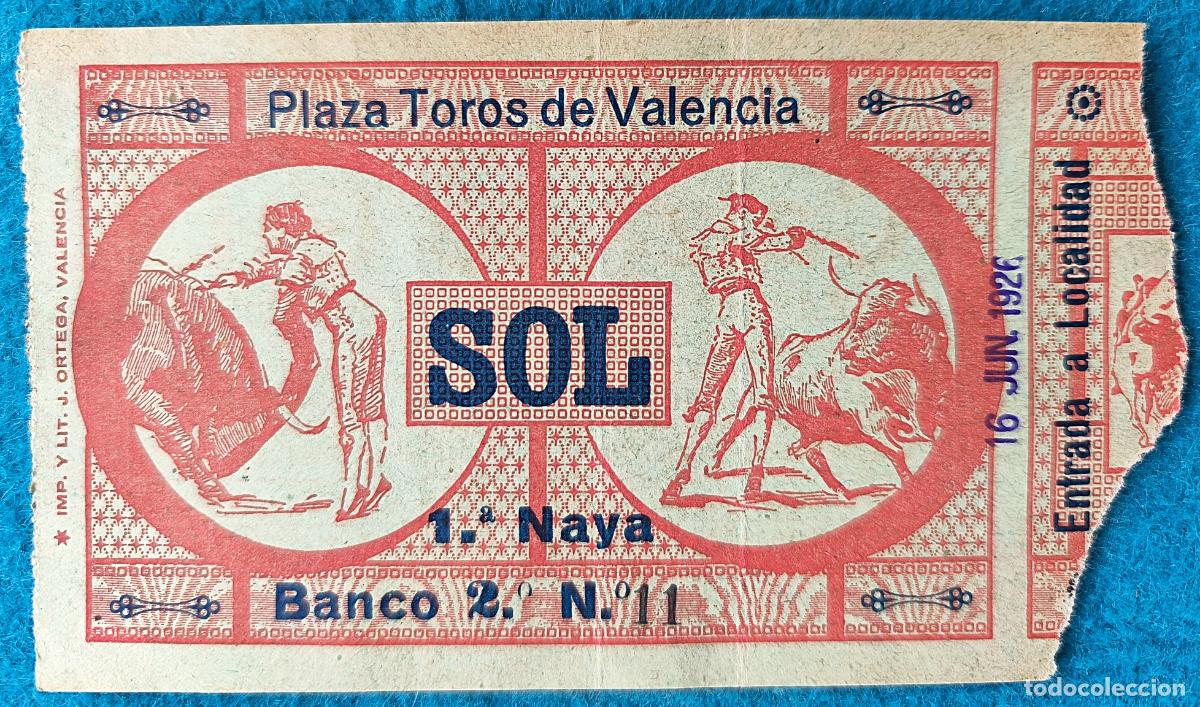 Plaza Toros de Valencia
SOL
1.ª Naya
Banco 2.º N.º 11
16 JUN. 1926
Entrada a Localidad
* IMP. Y LIT. J. ORTEGA, VALENCIA
todocoleccion